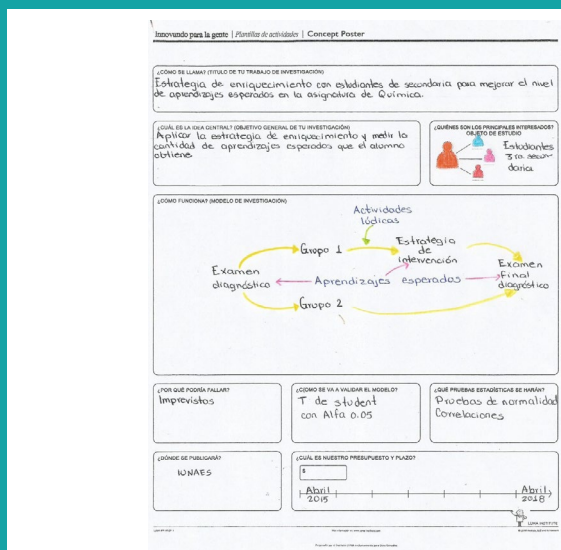 Innovando para la gente | Plantillas de actividades | Concept Poster
¿CÓMO SE LLAMA? (TITULO DE TU TRABAJO DE INVESTIGACIÓN)
Estrategia de enriquecimiento con estudiantes de secundaria para mejorar el nivel
de aprendizajes esperados en la asignatura de Química.
¿CUÁL ES LA IDEA CENTRAL? (OBJETIVO GENERAL DE TU INVESTIGACIÓN)
Aplicar la estrategia de enriquecimiento y medir la
cantidad de aprendizajes esperados que el alumno
obtiene.
¿QUIÉNES SON LOS PRINCIPALES INTERESADOS?
OBJETO DE ESTUDIO
Estudiantes
3ro. secun-
daria
¿CÓMO FUNCIONA? (MODELO DE INVESTIGACIÓN)
Actividades
lúdicas
Grupo 1
Estrategia
de
intervención
Examen
diagnóstico
Aprendizajes esperados
Examen
Final
diagnóstico
Grupo 2
¿POR QUÉ PODRÍA FALLAR?
Imprevistos
¿CÓMO SE VA A VALIDAR EL MODELO?
T de student
con Alfa 0.05
¿QUÉ PRUEBAS ESTADÍSTICAS SE HARÁN?
Pruebas de normalidad
Correlaciones
¿DÓNDE SE PUBLICARÁ?
IUNAES
¿CUÁL ES NUESTRO PRESUPUESTO Y PLAZO?
$
Abril
2015
Abril
2018
LUMA INSTITUTE